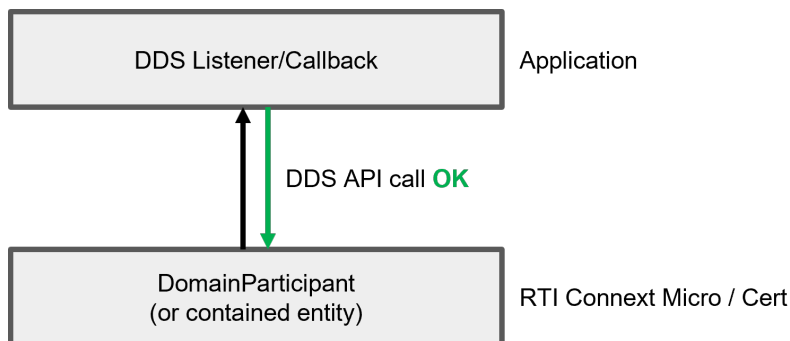 DDS Listener/Callback
Application
DDS API call OK
DomainParticipant
(or contained entity)
RTI Connext Micro / Cert